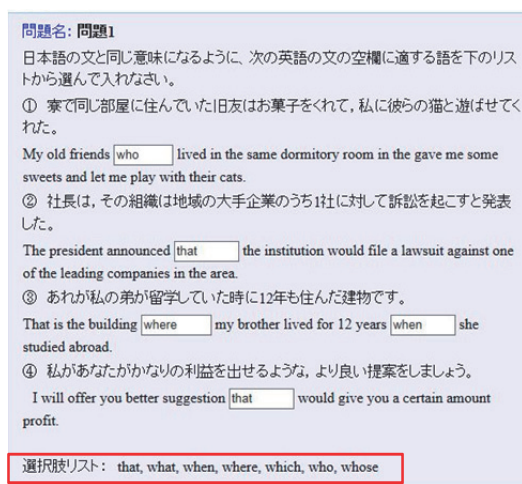 問題名: 問題1
日本語の文と同じ意味になるように、次の英語の文の空欄に適する語を下のリス
トから選んで入れなさい。
① 寮で同じ部屋に住んでいた旧友はお菓子をくれて，私に彼らの猫と遊ばせてく
れた。
My old friends who lived in the same dormitory room in the gave me some
sweets and let me play with their cats.
② 社長は，その組織は地域の大手企業のうち1社に対して訴訟を起こすと発表
した。
The president announced that the institution would file a lawsuit against one
of the leading companies in the area.
③ あれが私の弟が留学していた時に12年も住んだ建物です。
That is the building where my brother lived for 12 years when she
studied abroad.
④ 私があなたがかなりの利益を出せるような，より良い提案をしましょう。
I will offer you better suggestion that would give you a certain amount
profit.
選択肢リスト： that, what, when, where, which, who, whose